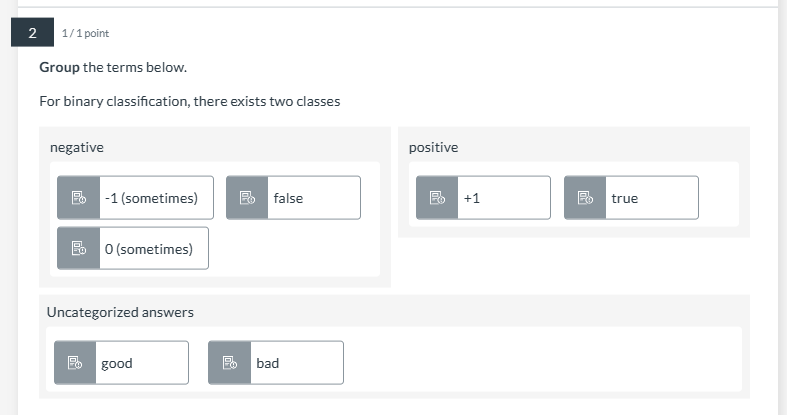 2 1 / 1 point
Group the terms below.
For binary classification, there exists two classes
negative
-1 (sometimes) false
0 (sometimes)
positive
+1 true
Uncategorized answers
good bad